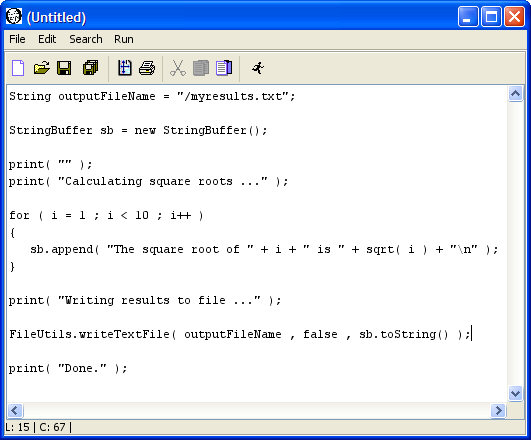 (Untitled)
File Edit Search Run
String outputFileName = "/myresults.txt";
StringBuffer sb = new StringBuffer();
print( "" );
print( "Calculating square roots ..." );
for ( i = 1 ; i < 10 ; i++ )
{
sb.append( "The square root of " + i + " is " + sqrt( i ) + "\n" );
}
print( "Writing results to file ..." );
FileUtils.writeTextFile( outputFileName , false , sb.toString() );
print( "Done." );
L: 15 | C: 67 |